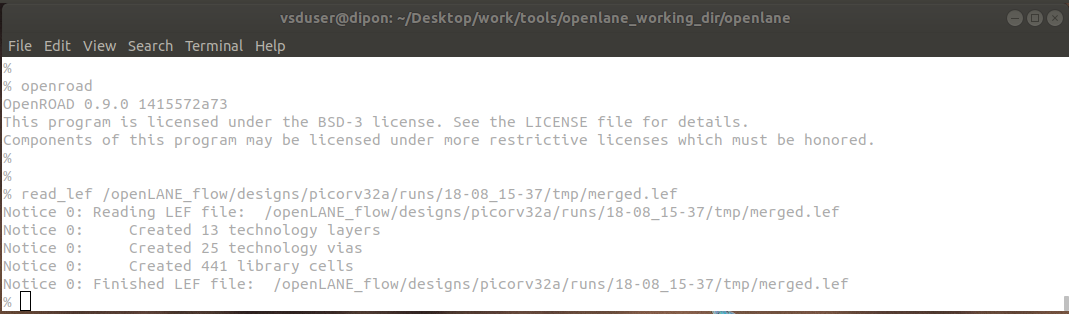 vsduser@dipon: ~/Desktop/work/tools/openlane_working_dir/openlane
File Edit View Search Terminal Help
%
% openroad
OpenROAD 0.9.0 1415572a73
This program is licensed under the BSD-3 license. See the LICENSE file for details.
Components of this program may be licensed under more restrictive licenses which must be honored.
%
%
% read_lef /openLANE_flow/designs/picorv32a/runs/18-08_15-37/tmp/merged.lef
Notice 0: Reading LEF file:  /openLANE_flow/designs/picorv32a/runs/18-08_15-37/tmp/merged.lef
Notice 0:     Created 13 technology layers
Notice 0:     Created 25 technology vias
Notice 0:     Created 441 library cells
Notice 0: Finished LEF file:  /openLANE_flow/designs/picorv32a/runs/18-08_15-37/tmp/merged.lef
%